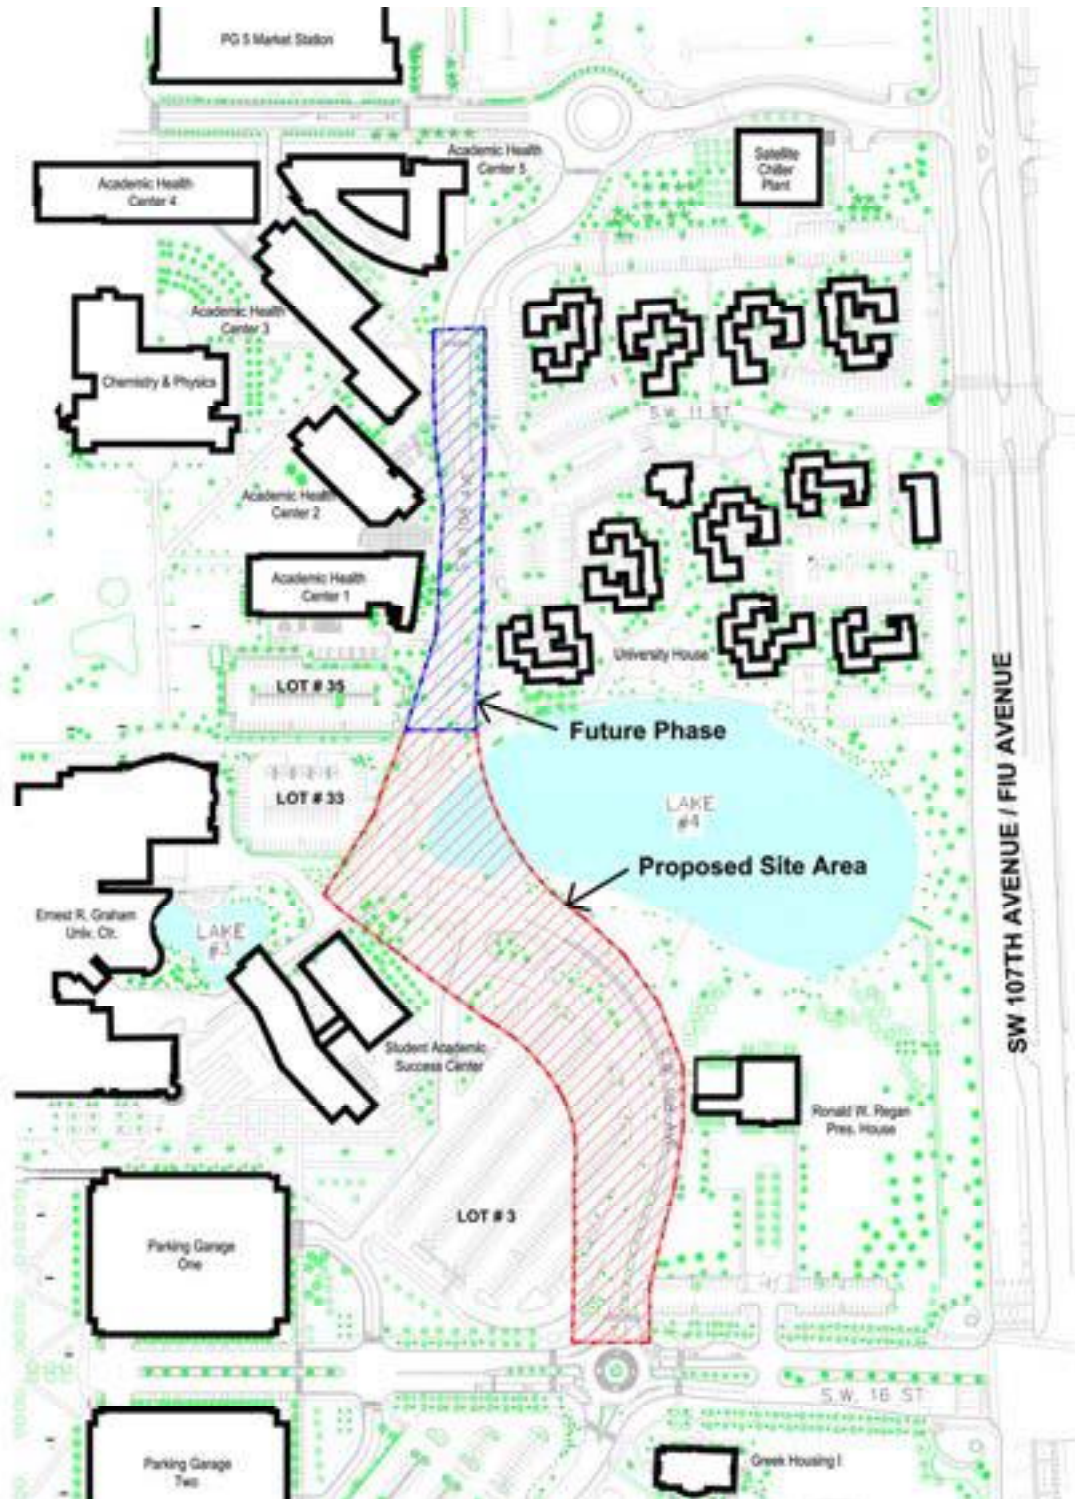 PG 5 Market Station
Academic Health
Center 5
Satellite
Chiller
Plant
Academic Health
Center 4
Academic Health
Center 3
Chemistry & Physics
S.W. 11 ST
Academic Health
Center 2
Academic Health
Center 1
University House
LOT # 35
Future Phase
LOT # 33
LAKE
#4
SW 107TH AVENUE / FIU AVENUE
Proposed Site Area
Ernest R. Graham
Univ. Ctr.
LAKE
#3
Student Academic
Success Center
Ronald W. Regan
Pres. House
LOT # 3
Parking Garage
One
S.W. 16 ST
Parking Garage
Two
Greek Housing I